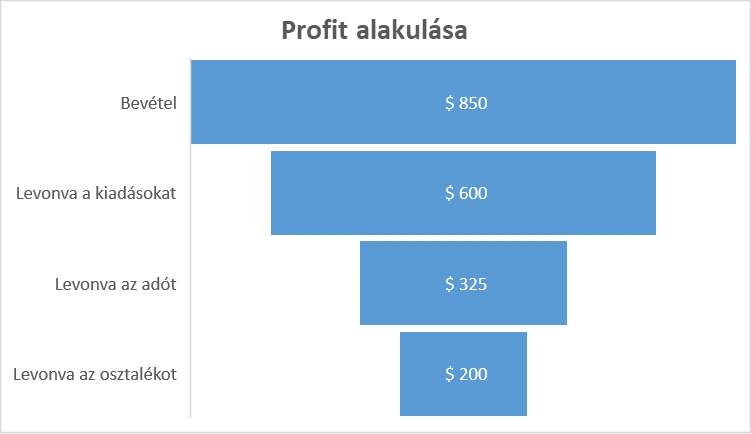 Profit alakulása
Bevétel
$ 850
Levonva a kiadásokat
$ 600
Levonva az adót
$ 325
Levonva az osztalékot
$ 200